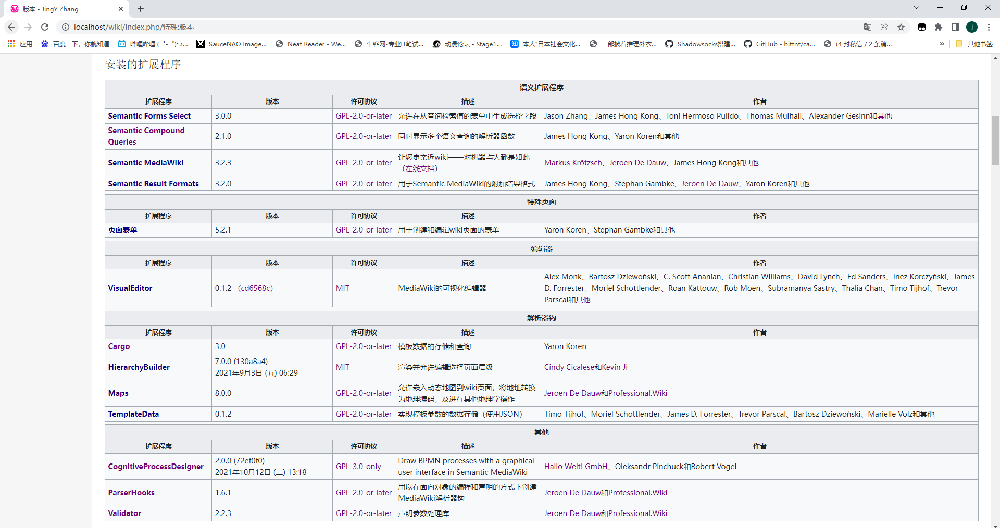 版本 - JingY Zhang
localhost/wiki/index.php/特殊:版本
应用
百度一下，你就知道
哔哩哔哩 ( ゜- ゜)つ...
SauceNAO Image...
Neat Reader - We...
牛客网-专业IT笔试...
动漫论坛 - Stage1...
知
本人“日本社会文化...
一部披着推理外衣...
Shadowsocks搭建...
GitHub - bittnt/ca...
(4 封私信 / 2 条消...
»
其他书签
安装的扩展程序
语义扩展程序
扩展程序 版本 许可协议 描述 作者
Semantic Forms Select 3.0.0 GPL-2.0-or-later 允许在从查询检索值的表单中生成选择字段 Jason Zhang、James Hong Kong、Toni Hermoso Pulido、Thomas Mulhall、Alexander Gesinn和其他
Semantic Compound
Queries
2.1.0 GPL-2.0-or-later 同时显示多个语义查询的解析器函数 James Hong Kong、Yaron Koren和其他
Semantic MediaWiki 3.2.3 GPL-2.0-or-later
让您更亲近wiki——对机器与人都是如此
（在线文档）
Markus Krötzsch、Jeroen De Dauw、James Hong Kong和其他
Semantic Result Formats 3.2.0 GPL-2.0-or-later 用于Semantic MediaWiki的附加结果格式 James Hong Kong、Stephan Gambke、Jeroen De Dauw、Yaron Koren和其他
特殊页面
扩展程序 版本 许可协议 描述 作者
页面表单 5.2.1 GPL-2.0-or-later 用于创建和编辑wiki页面的表单 Yaron Koren、Stephan Gambke和其他
编辑器
扩展程序 版本 许可协议 描述 作者
VisualEditor 0.1.2 （cd6568c） MIT MediaWiki的可视化编辑器
Alex Monk、Bartosz Dziewoński、C. Scott Ananian、Christian Williams、David Lynch、Ed Sanders、Inez Korczyński、James
D. Forrester、Moriel Schottlender、Roan Kattouw、Rob Moen、Subramanya Sastry、Thalia Chan、Timo Tijhof、Trevor
Parscal和其他
解析器钩
扩展程序 版本 许可协议 描述 作者
Cargo 3.0 GPL-2.0-or-later 模板数据的存储和查询 Yaron Koren
HierarchyBuilder
7.0.0 (130a8a4)
2021年9月3日 (五) 06:29
MIT 渲染并允许编辑选择页面层级 Cindy Cicalese和Kevin Ji
Maps 8.0.0 GPL-2.0-or-later
允许嵌入动态地图到wiki页面，将地址转换
为地理编码，及进行其他地理学操作
Jeroen De Dauw和Professional.Wiki
TemplateData 0.1.2 GPL-2.0-or-later 实现模板参数的数据存储（使用JSON） Timo Tijhof、Moriel Schottlender、James D. Forrester、Trevor Parscal、Bartosz Dziewoński、Marielle Volz和其他
其他
扩展程序 版本 许可协议 描述 作者
CognitiveProcessDesigner
2.0.0 (72ef0f0)
2021年10月12日 (二) 13:18
GPL-3.0-only
Draw BPMN processes with a graphical
user interface in Semantic MediaWiki
Hallo Welt! GmbH、Oleksandr Pinchuck和Robert Vogel
ParserHooks 1.6.1 GPL-2.0-or-later
用以在面向对象的编程和声明的方式下创建
MediaWiki解析器钩
Jeroen De Dauw和Professional.Wiki
Validator 2.2.3 GPL-2.0-or-later 声明参数处理库 Jeroen De Dauw和Professional.Wiki